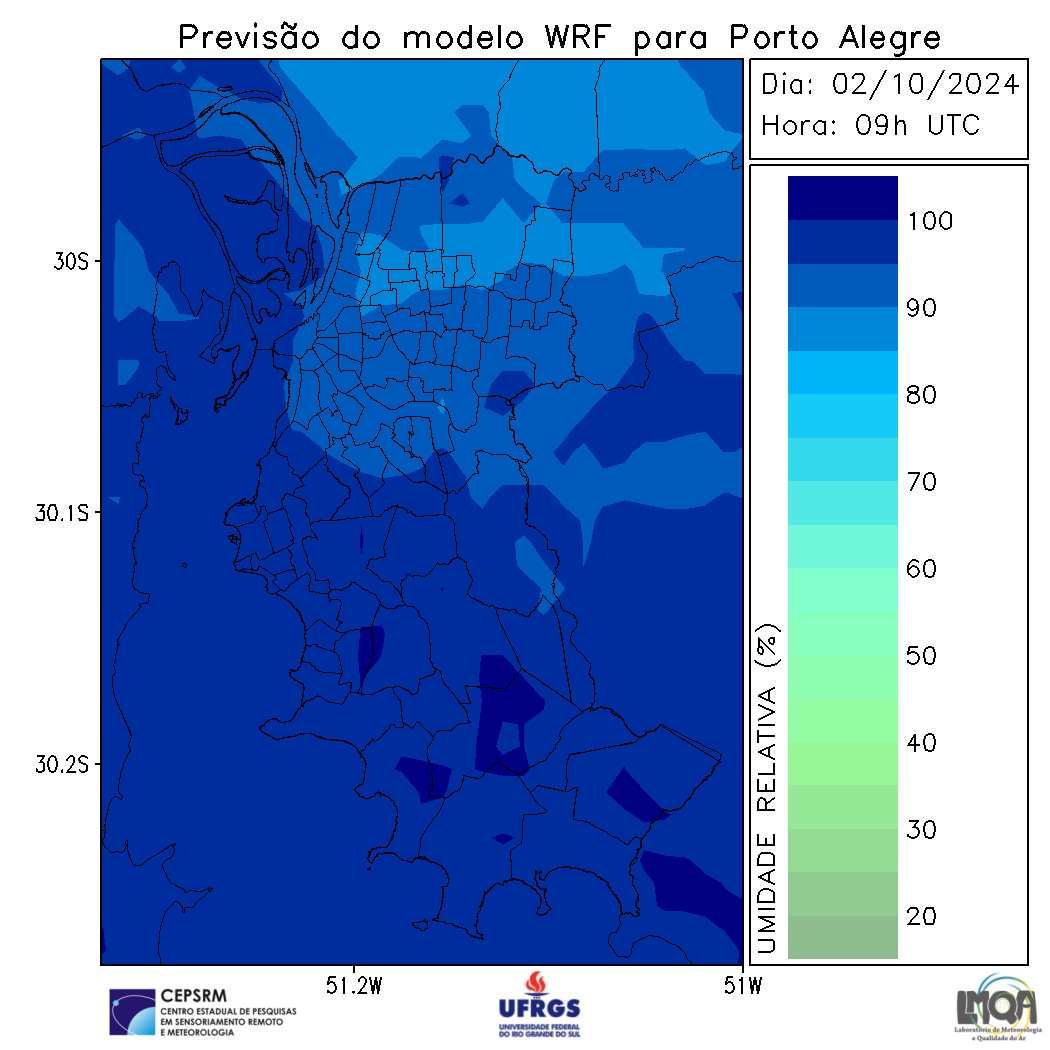 Previsão do modelo WRF para Porto Alegre
Dia: 02/10/2024
Hora: 09h UTC
100
90
80
70
60
50
40
30
20
UMIDADE RELATIVA (%)
30S
30.1S
30.2S
51.2W
51W
CEPSRM
CENTRO ESTADUAL DE PESQUISAS
EM SENSORIAMENTO REMOTO
E METEOROLOGIA
UFRGS
UNIVERSIDADE FEDERAL
DO RIO GRANDE DO SUL
LMQA
Laboratório de Meteorologia
e Qualidade do Ar